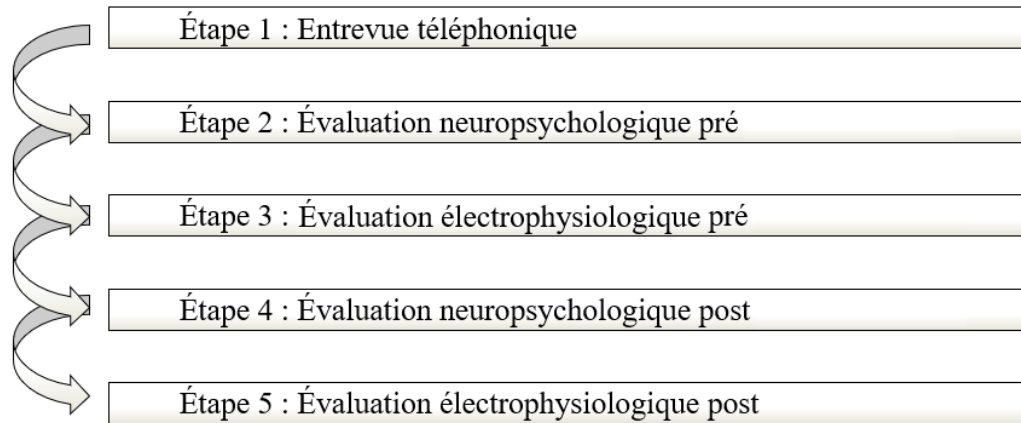 Étape 1 : Entrevue téléphonique
Étape 2 : Évaluation neuropsychologique pré
Étape 3 : Évaluation électrophysiologique pré
Étape 4 : Évaluation neuropsychologique post
Étape 5 : Évaluation électrophysiologique post